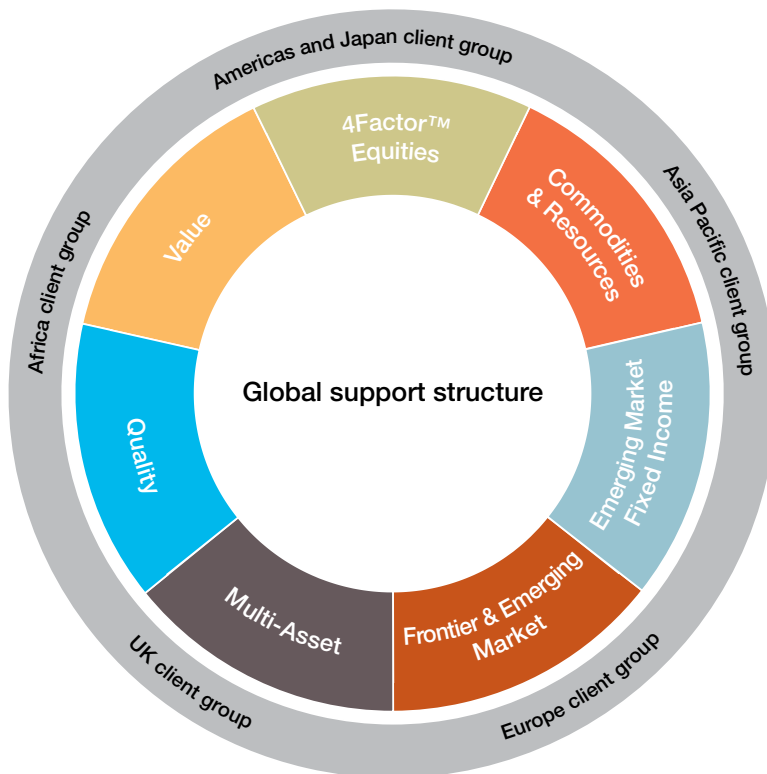 Americas and Japan client group
4Factor™
Equities
Commodities
& Resources
Asia Pacific client group
Value
Africa client group
Global support structure
Emerging Market
Fixed Income
Quality
Multi-Asset
Frontier & Emerging
Market
UK client group
Europe client group